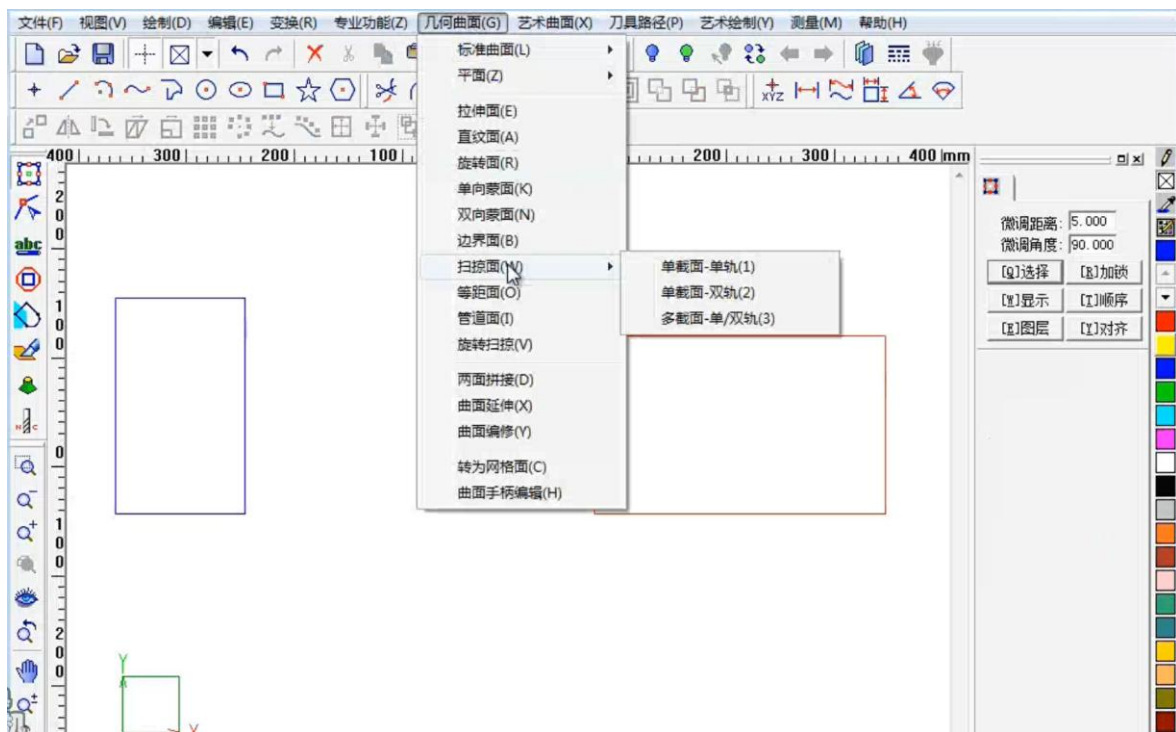 文件(F) 视图(V) 绘制(D) 编辑(E) 变换(R) 专业功能(Z) 几何曲面(G) 艺术曲面(X) 刀具路径(P) 艺术绘制(Y) 测量(M) 帮助(H)
标准曲面(L)
平面(Z)
拉伸面(E)
直纹面(A)
旋转面(R)
单向蒙面(K)
双向蒙面(N)
边界面(B)
扫掠面(W)
等距面(O)
管道面(I)
旋转扫掠(V)
两面拼接(D)
曲面延伸(X)
曲面编修(Y)
转为网格面(C)
曲面手柄编辑(H)
单截面-单轨(1)
单截面-双轨(2)
多截面-单/双轨(3)
XYZ
400 300 200 100 200 300 400 mm
200
100
0
100
200
abc
N C
微调距离: 5.000
微调角度: 90.000
[Q]选择 [R]加锁
[W]显示 [T]顺序
[E]图层 [Y]对齐
Y
X